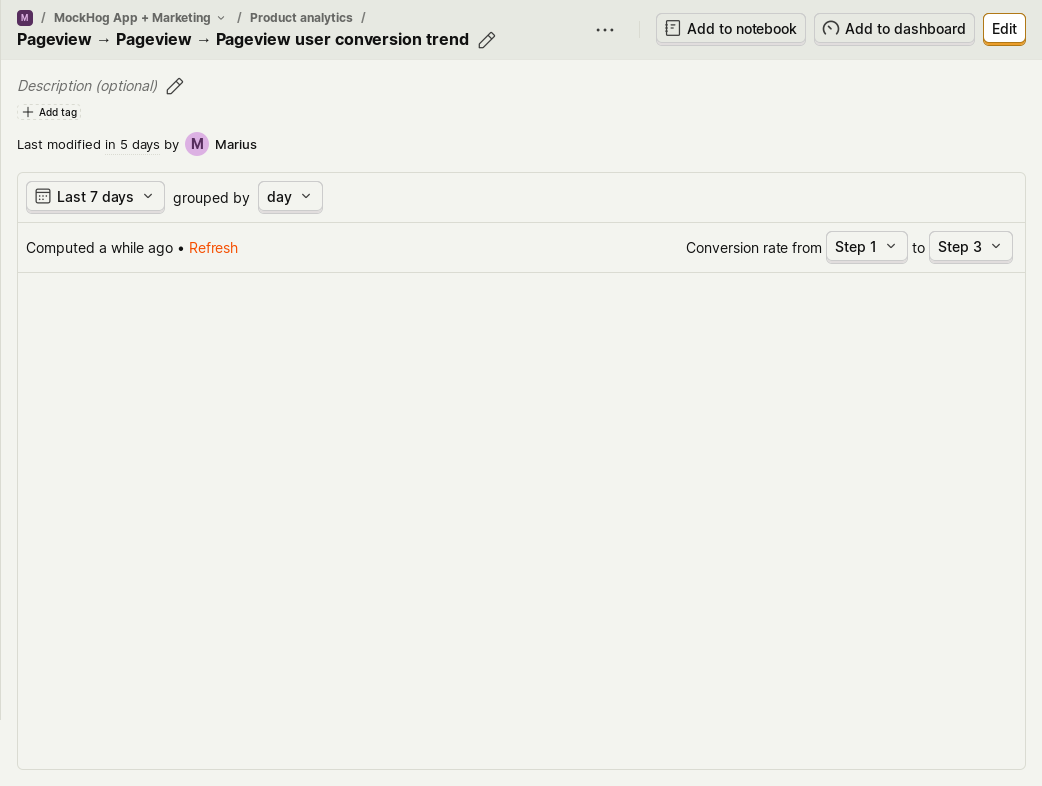 M / MockHog App + Marketing / Product analytics /
Pageview → Pageview → Pageview user conversion trend
Add to notebook
Add to dashboard
Edit
Description (optional)
Add tag
Last modified in 5 days by M Marius
Last 7 days grouped by day
Computed a while ago • Refresh
Conversion rate from Step 1 to Step 3